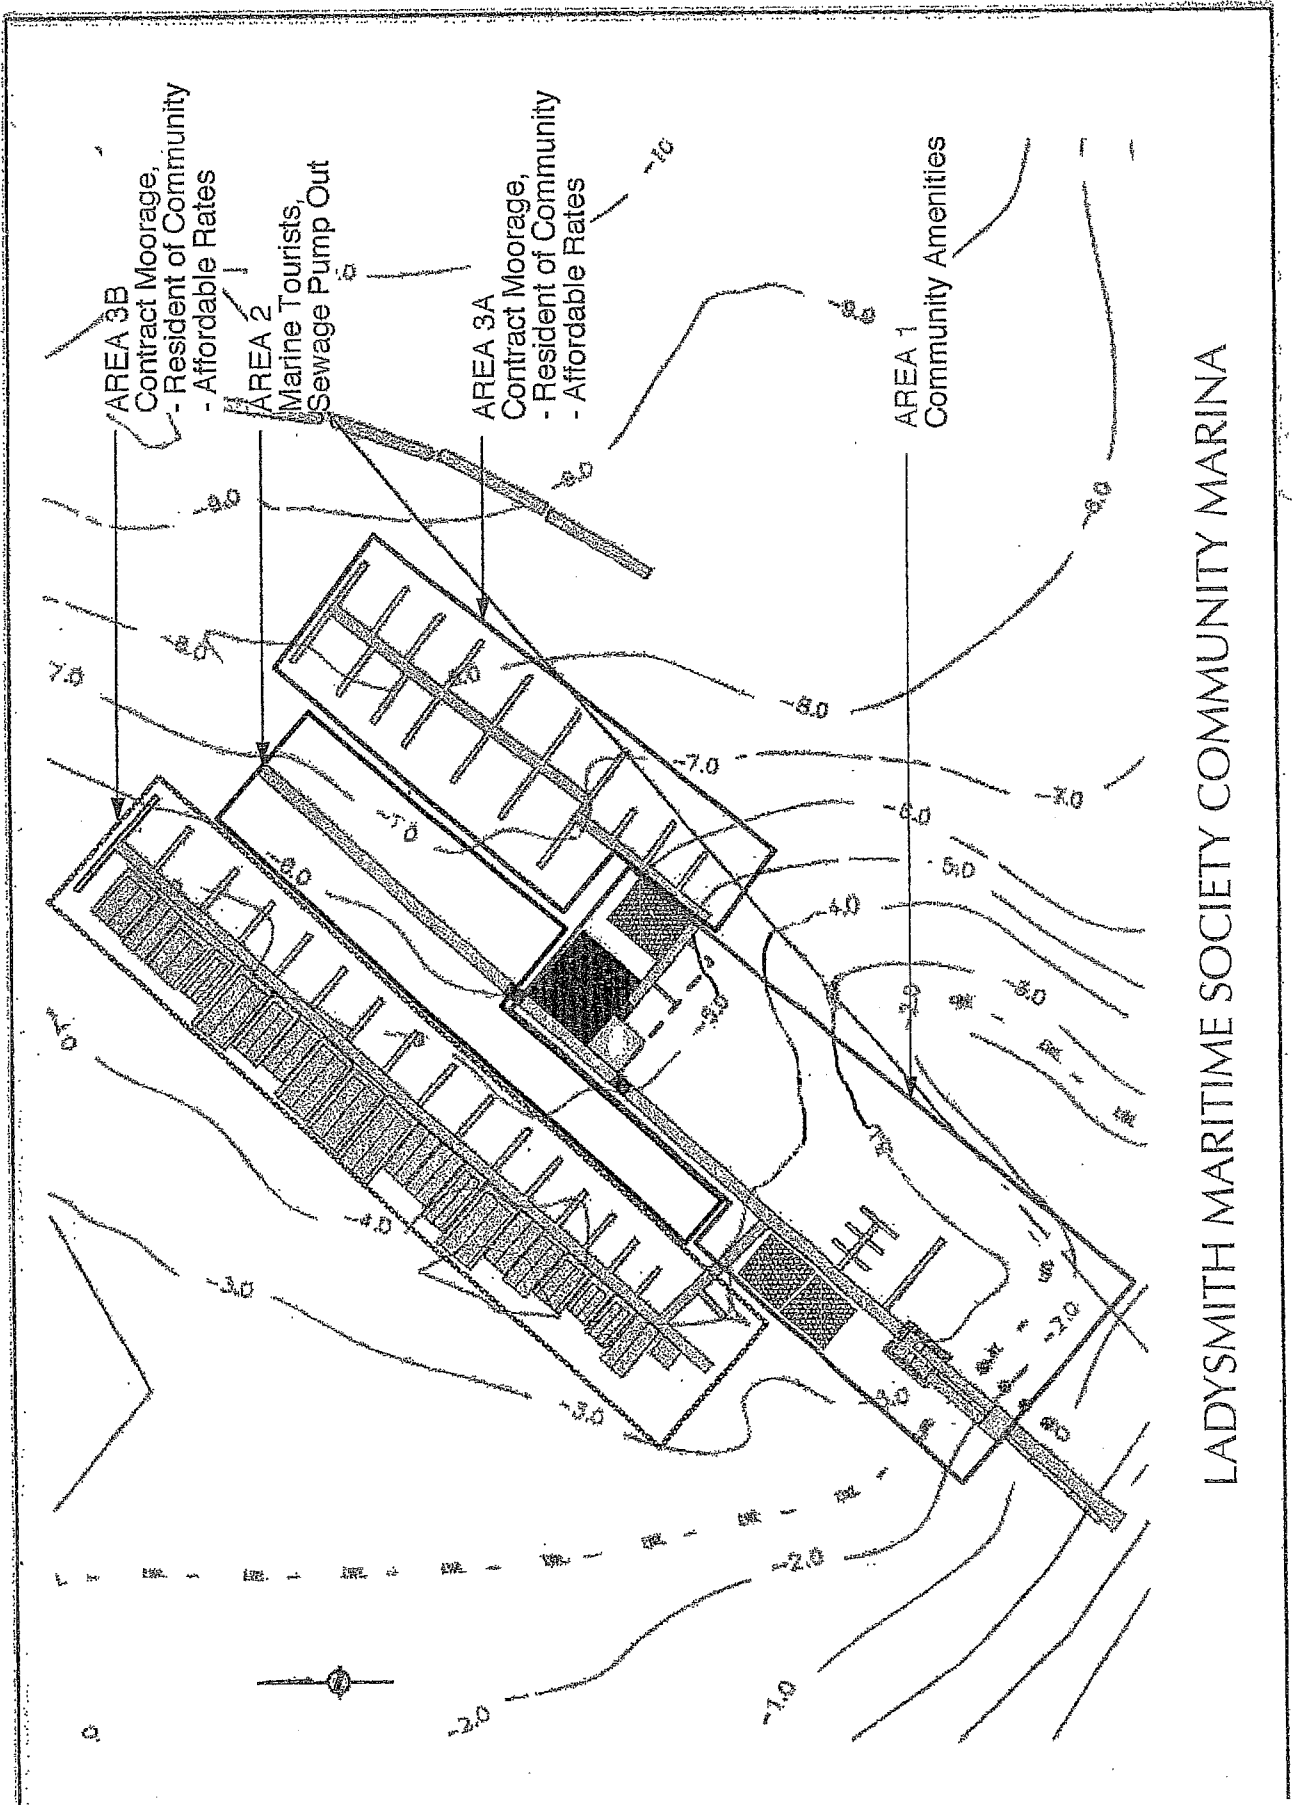 AREA 3B
Contract Moorage,
- Resident of Community
- Affordable Rates
AREA 2
Marine Tourists,
Sewage Pump Out
AREA 3A
Contract Moorage,
- Resident of Community
- Affordable Rates
AREA 1
Community Amenities
-10
-9.0
-9.0
-8.0
7.0
-8.0
-7.0
-7.0
-7.0
-6.0
-6.0
-5.0
-4.0
-3.0
-4.0
-3.0
-3.0
-2.0
-2.0
-2.0
-1.0
LADYSMITH MARITIME SOCIETY COMMUNITY MARINA